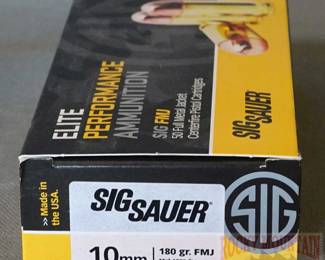 ELITE
PERFORMANCE
AMMUNITION
SIG FMJ
50 Full Metal Jacket
Centerfire Pistol Cartridges
SIG SAUER
>> Made in
the USA.
SIG SAUER
SIG
10mm
180 gr. FMJ